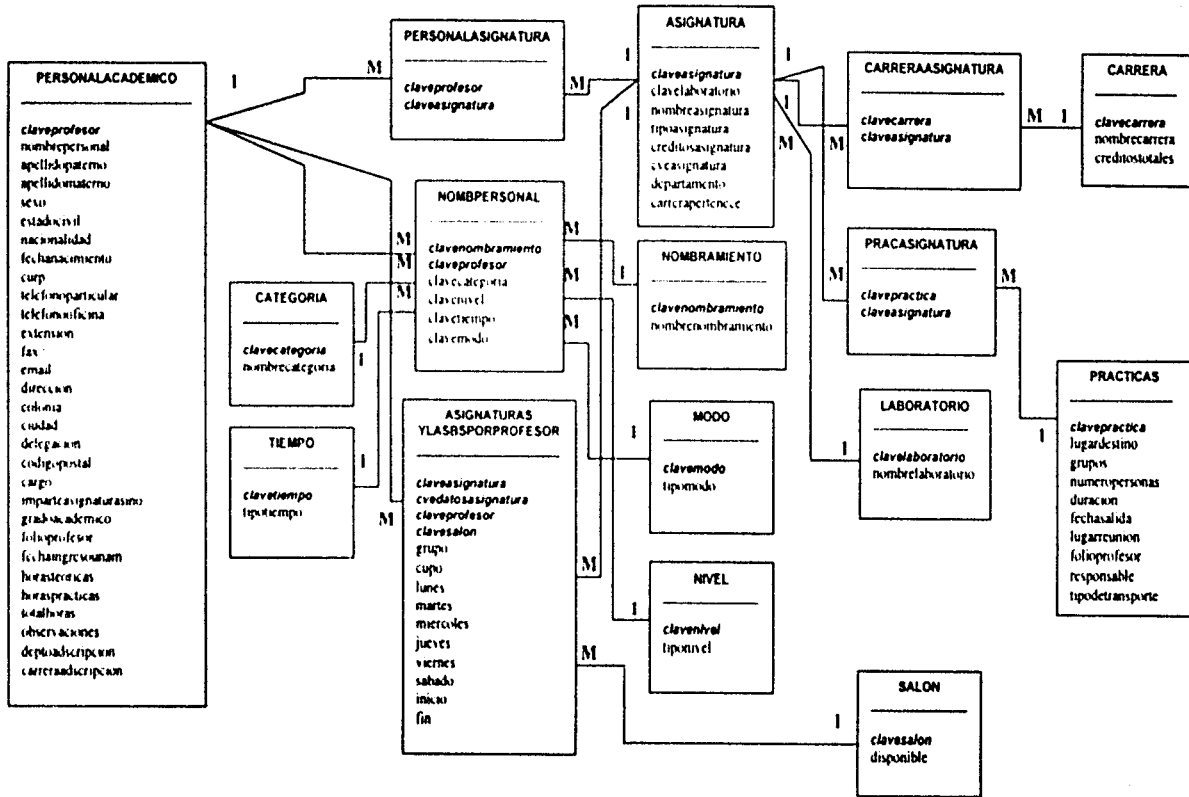 PERSONALACADEMICO
claveprofesor
nombrepersonal
apellidopaterno
apellidomaterno
sexo
estadocivil
nacionalidad
fechanacimiento
curp
telefonoparticular
telefonooficina
extension
fax
email
direccion
colonia
ciudad
delegacion
codigopostal
cargo
imparteasignaturasino
gradoacademico
folioprofesor
fechaingresounam
horasteoricas
horaspracticas
totalhoras
observaciones
deptoadscripcion
carreraadscripcion
1
M
M
M
M
M
PERSONALASIGNATURA
claveprofesor
claveasignatura
M
1
1
1
1
M
ASIGNATURA
claveasignatura
clavelaboratorio
nombreasignatura
tipoasignatura
creditosasignatura
cveasignatura
departamento
carrerapertenece
CARRERAASIGNATURA
clavecarrera
claveasignatura
M
M
1
CARRERA
clavecarrera
nombrecarrera
creditostotales
NOMBPERSONAL
clavenombramiento
claveprofesor
clavecategoria
clavenivel
clavetiempo
clavemodo
M
M
M
1
NOMBRAMIENTO
clavenombramiento
nombrenombramiento
PRACASIGNATURA
clavepractica
claveasignatura
M
M
1
CATEGORIA
clavecategoria
nombrecategoria
1
TIEMPO
clavetiempo
tipotiempo
1
ASIGNATURAS
YLASBSPORPROFESOR
claveasignatura
cvedatosasignatura
claveprofesor
clavesalon
grupo
cupo
lunes
martes
miercoles
jueves
viernes
sabado
inicio
fin
M
M
MODO
clavemodo
tipomodo
1
NIVEL
clavenivel
tiponivel
1
LABORATORIO
clavelaboratorio
nombrelaboratorio
1
PRACTICAS
clavepractica
lugardestino
grupos
numeropersonas
duracion
fechasalida
lugarreunion
folioprofesor
responsable
tipodetransporte
SALON
clavesalon
disponible
1